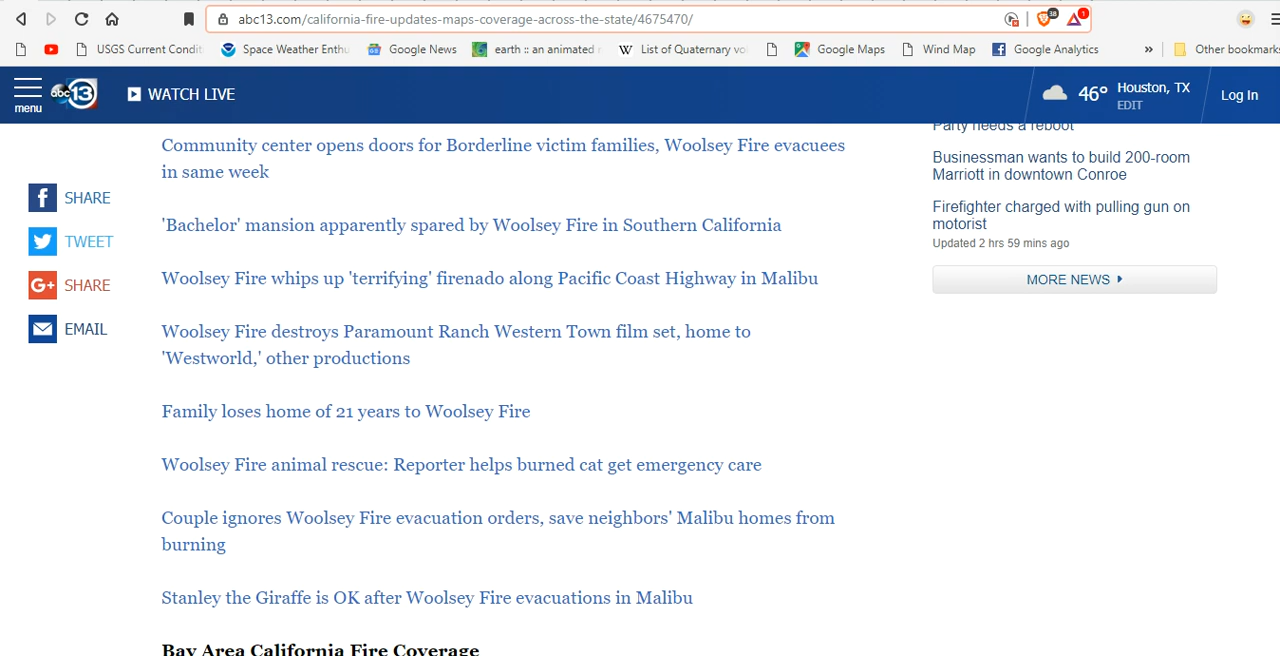 abc13.com/california-fire-updates-maps-coverage-across-the-state/4675470/
38
1
USGS Current Condit
Space Weather Enthu
Google News
earth :: an animated
W List of Quaternary vo
Google Maps
Wind Map
Google Analytics
»
Other bookmarks
menu
abc 13
WATCH LIVE
46°
Houston, TX
EDIT
Log In
Community center opens doors for Borderline victim families, Woolsey Fire evacuees
in same week
'Bachelor' mansion apparently spared by Woolsey Fire in Southern California
Woolsey Fire whips up 'terrifying' firenado along Pacific Coast Highway in Malibu
Woolsey Fire destroys Paramount Ranch Western Town film set, home to
'Westworld,' other productions
Family loses home of 21 years to Woolsey Fire
Woolsey Fire animal rescue: Reporter helps burned cat get emergency care
Couple ignores Woolsey Fire evacuation orders, save neighbors' Malibu homes from
burning
Stanley the Giraffe is OK after Woolsey Fire evacuations in Malibu
Bay Area California Fire Coverage
f SHARE
TWEET
G+ SHARE
EMAIL
Party needs a reboot
Businessman wants to build 200-room
Marriott in downtown Conroe
Firefighter charged with pulling gun on
motorist
Updated 2 hrs 59 mins ago
MORE NEWS